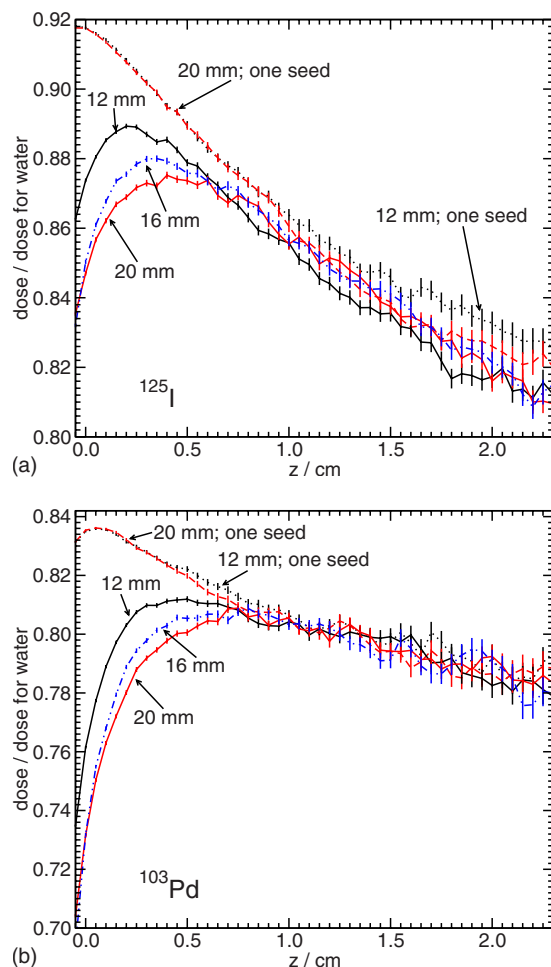 0.92
0.90
0.88
0.86
0.84
0.82
0.80
dose / dose for water
20 mm; one seed
12 mm
16 mm
20 mm
12 mm; one seed
125I
0.0 0.5 1.0 1.5 2.0
z / cm
(a)
0.84
0.82
0.80
0.78
0.76
0.74
0.72
0.70
dose / dose for water
20 mm; one seed
12 mm; one seed
12 mm
16 mm
20 mm
103Pd
0.0 0.5 1.0 1.5 2.0
z / cm
(b)